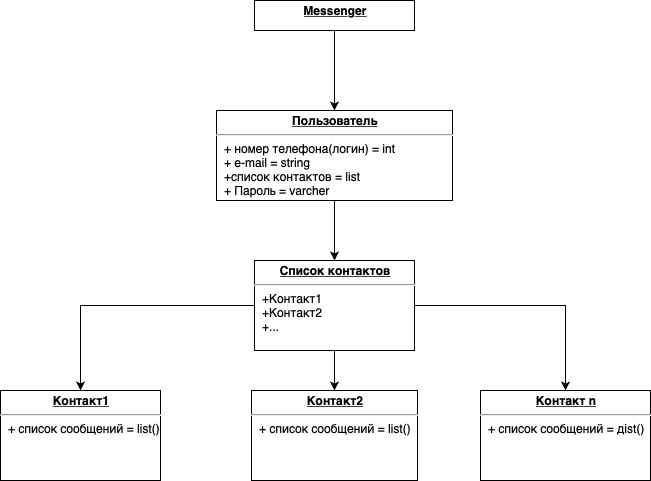 Messenger
Пользователь
+ номер телефона(логин) = int
+ e-mail = string
+список контактов = list
+ Пароль = varcher
Список контактов
+Контакт1
+Контакт2
+...
Контакт1
+ список сообщений = list()
Контакт2
+ список сообщений = list()
Контакт n
+ список сообщений = дist()